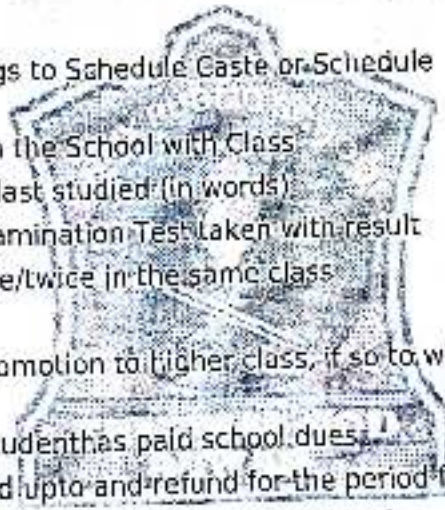 gs to Schedule Caste or Schedule
n the School with Class
last studied (in words)
amination Test taken with result
e/twice in the same class
omotion to higher class, if so to w
udenthas paid school dues
d upto and refund for the period f